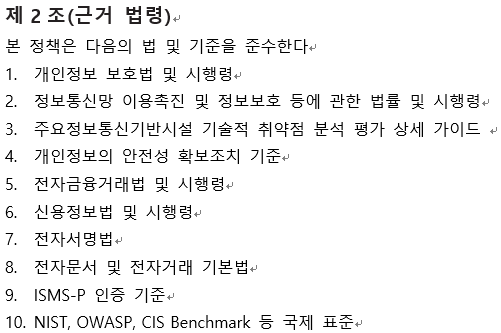 제 2 조(근거 법령)
본 정책은 다음의 법 및 기준을 준수한다
1. 개인정보 보호법 및 시행령
2. 정보통신망 이용촉진 및 정보보호 등에 관한 법률 및 시행령
3. 주요정보통신기반시설 기술적 취약점 분석 평가 상세 가이드
4. 개인정보의 안전성 확보조치 기준
5. 전자금융거래법 및 시행령
6. 신용정보법 및 시행령
7. 전자서명법
8. 전자문서 및 전자거래 기본법
9. ISMS-P 인증 기준
10. NIST, OWASP, CIS Benchmark 등 국제 표준